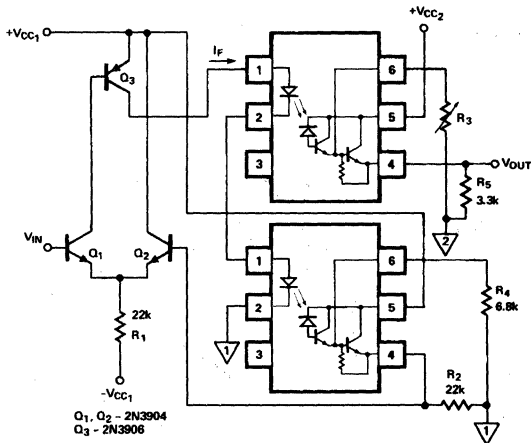 +VCC1
+VCC2
IF
Q3
1
6
2
5
3
4
R3
VOUT
R5
3.3k
2
VIN
Q1
Q2
1
6
2
5
3
4
R4
6.8k
22k
R1
1
R2
22k
1
-VCC1
Q1, Q2 - 2N3904
Q3 - 2N3906